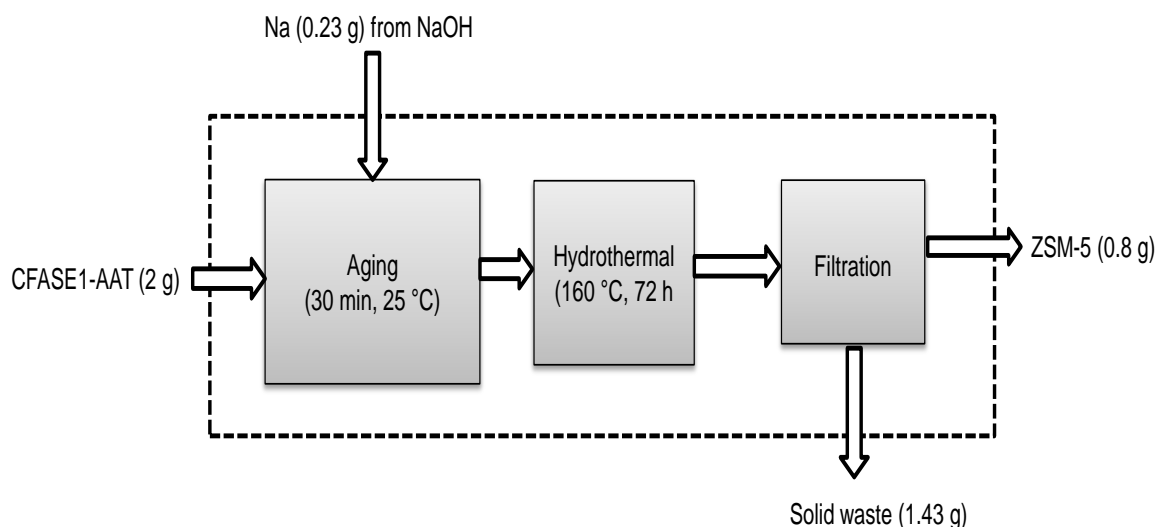 Na (0.23 g) from NaOH
CFASE1-AAT (2 g)
Aging
(30 min, 25 °C)
Hydrothermal
(160 °C, 72 h
Filtration
ZSM-5 (0.8 g)
Solid waste (1.43 g)